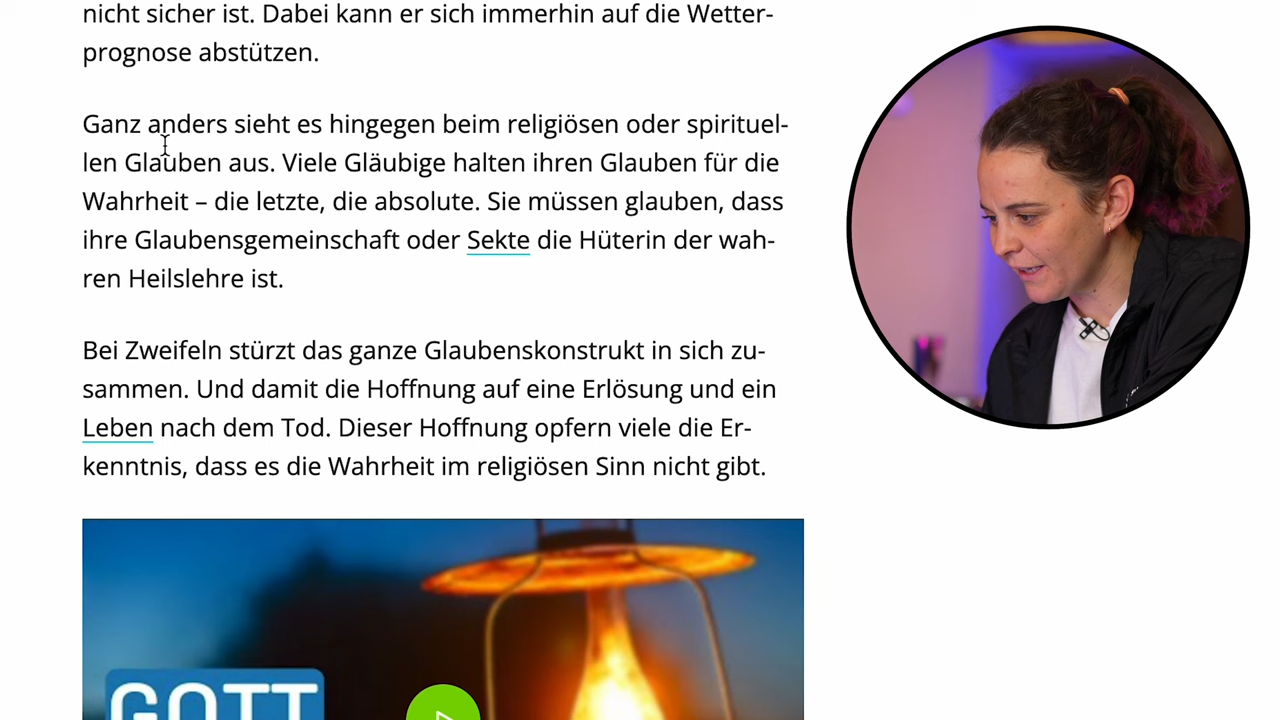 nicht sicher ist. Dabei kann er sich immerhin auf die Wetter-
prognose abstützen.
Ganz anders sieht es hingegen beim religiösen oder spirituel-
len Glauben aus. Viele Gläubige halten ihren Glauben für die
Wahrheit – die letzte, die absolute. Sie müssen glauben, dass
ihre Glaubensgemeinschaft oder Sekte die Hüterin der wah-
ren Heilslehre ist.
Bei Zweifeln stürzt das ganze Glaubenskonstrukt in sich zu-
sammen. Und damit die Hoffnung auf eine Erlösung und ein
Leben nach dem Tod. Dieser Hoffnung opfern viele die Er-
kenntnis, dass es die Wahrheit im religiösen Sinn nicht gibt.
GOTT